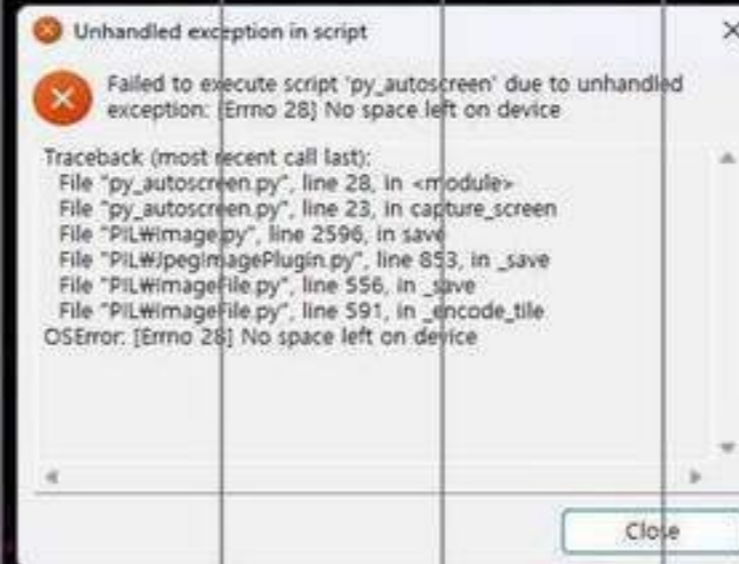 Unhandled exception in script
Failed to execute script 'py_autoscreen' due to unhandled
exception: [Errno 28] No space left on device
Traceback (most recent call last):
File "py_autoscreen.py", line 28, in <module>
File "py_autoscreen.py", line 23, in capture_screen
File "PIL₩Image.py", line 2596, in save
File "PIL₩JpegImagePlugin.py", line 853, in _save
File "PIL₩ImageFile.py", line 556, in _save
File "PIL₩ImageFile.py", line 591, in _encode_tile
OSError: [Errno 28] No space left on device
Close